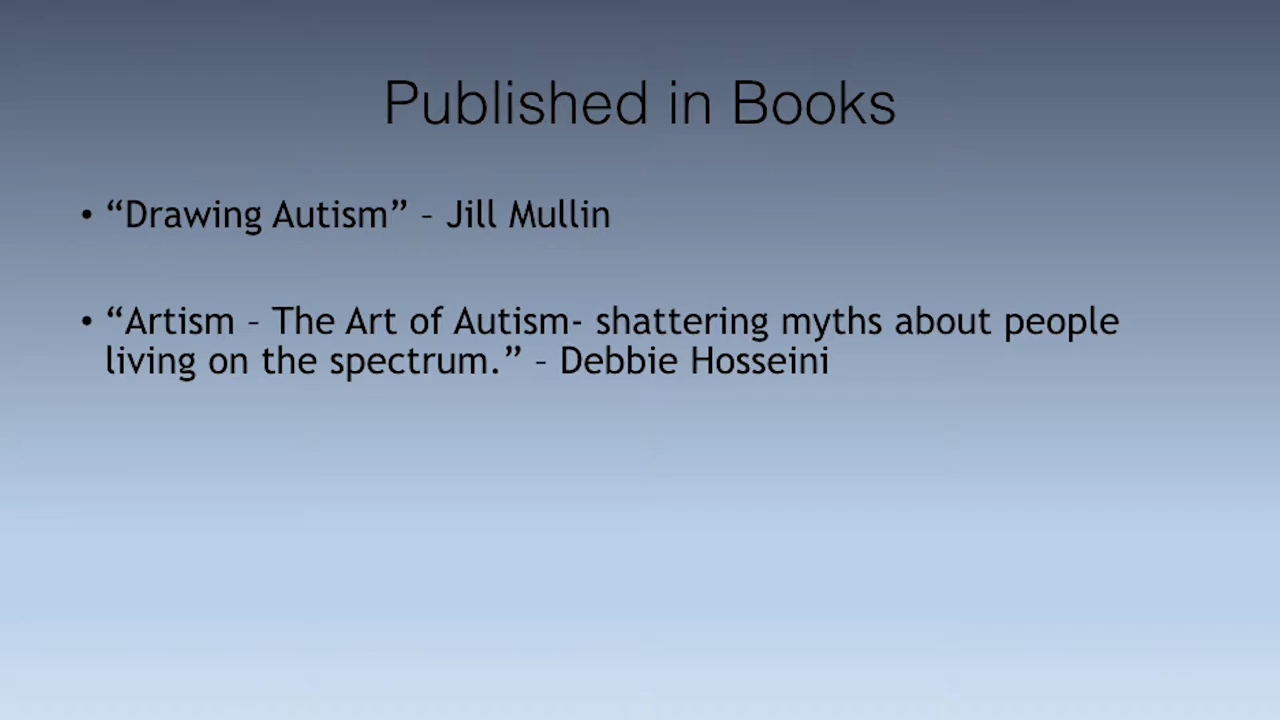 Published in Books
• “Drawing Autism” – Jill Mullin
• “Artism – The Art of Autism- shattering myths about people
living on the spectrum.” – Debbie Hosseini